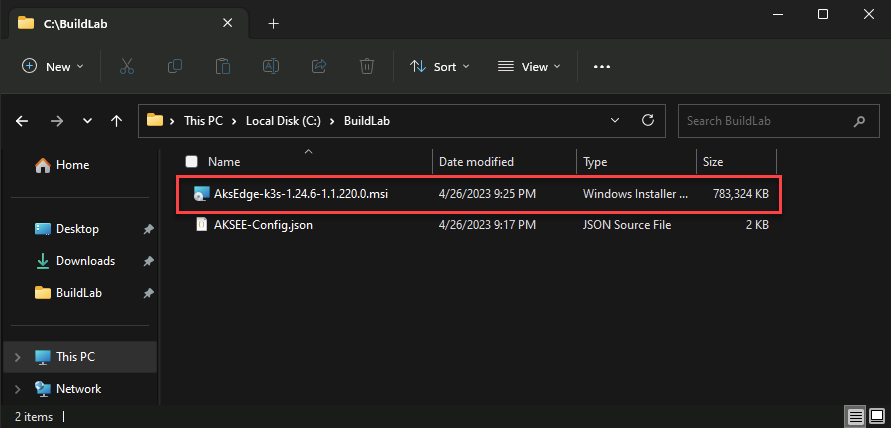 C:\BuildLab
New Sort View
This PC Local Disk (C:) BuildLab Search BuildLab
Home
Desktop
Downloads
BuildLab
This PC
Network
Name Date modified Type Size
AksEdge-k3s-1.24.6-1.1.220.0.msi 4/26/2023 9:25 PM Windows Installer ... 783,324 KB
AKSEE-Config.json 4/26/2023 9:17 PM JSON Source File 2 KB
2 items